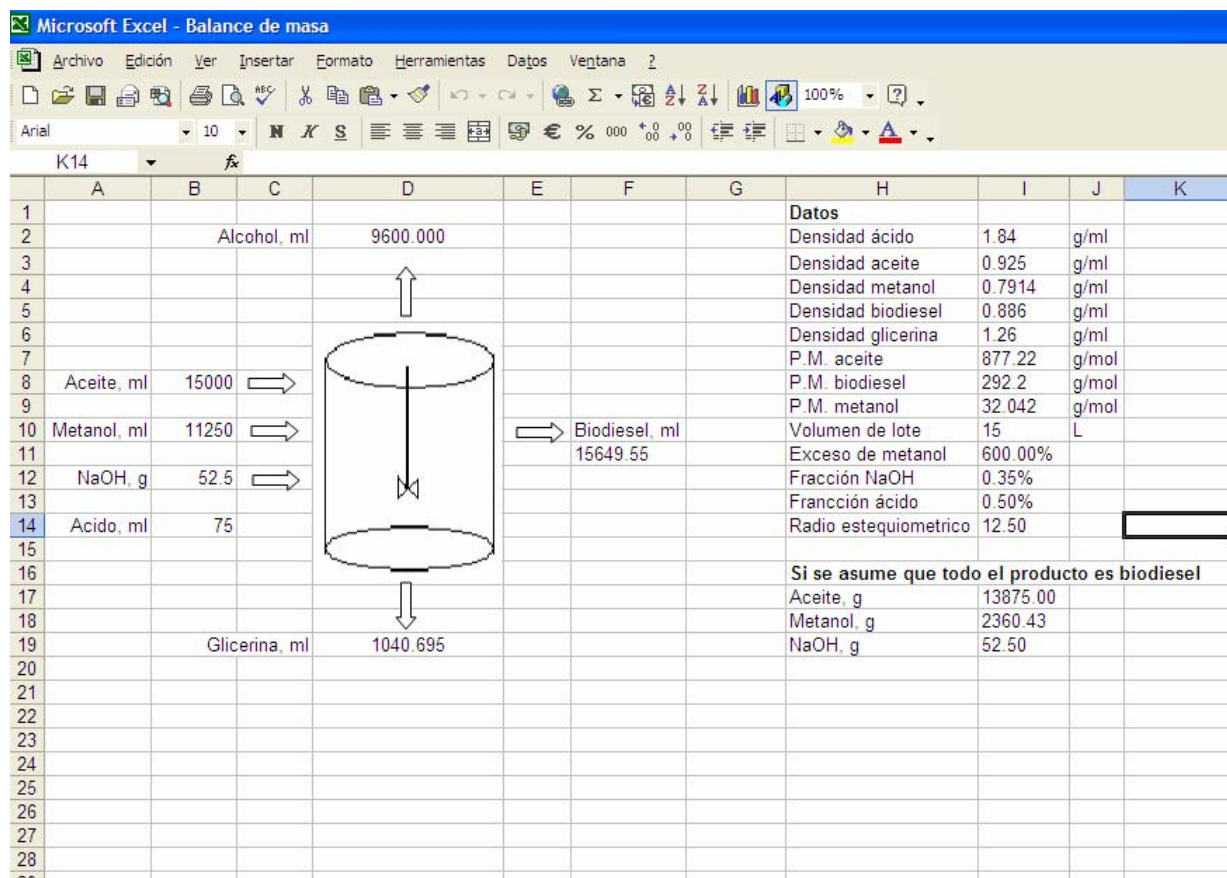 Microsoft Excel - Balance de masa
Archivo Edición Ver Insertar Formato Herramientas Datos Ventana ?
100%
Arial 10 N K S € % 000
K14 fx
A B C D E F G H I J K
1 Datos
2 Alcohol, ml 9600.000 Densidad ácido 1.84 g/ml
3 Densidad aceite 0.925 g/ml
4 Densidad metanol 0.7914 g/ml
5 Densidad biodiesel 0.886 g/ml
6 Densidad glicerina 1.26 g/ml
7 P.M. aceite 877.22 g/mol
8 Aceite, ml 15000 P.M. biodiesel 292.2 g/mol
9 P.M. metanol 32.042 g/mol
10 Metanol, ml 11250 Biodiesel, ml Volumen de lote 15 L
11 15649.55 Exceso de metanol 600.00%
12 NaOH, g 52.5 Fracción NaOH 0.35%
13 Francción ácido 0.50%
14 Acido, ml 75 Radio estequiometrico 12.50
15
16 Si se asume que todo el producto es biodiesel
17 Aceite, g 13875.00
18 Metanol, g 2360.43
19 Glicerina, ml 1040.695 NaOH, g 52.50
20
21
22
23
24
25
26
27
28